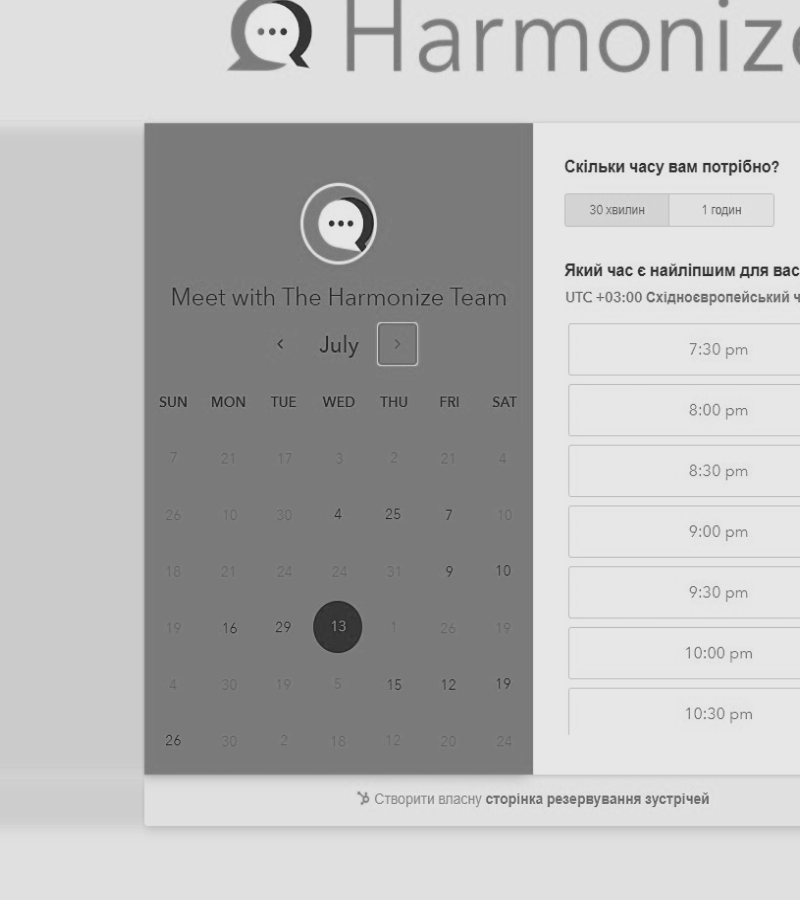 Harmonize
Meet with The Harmonize Team
July
SUN MON TUE WED THU FRI SAT
7 21 17 3 2 21 4
26 10 30 4 25 7 10
18 21 24 24 31 9 10
19 16 29 13 1 26 19
4 30 19 5 15 12 19
26 30 2 18 12 20 24
Скільки часу вам потрібно?
30 хвилин 1 годин
Який час є найліпшим для вас
UTC +03:00 Східноєвропейський ч
7:30 pm
8:00 pm
8:30 pm
9:00 pm
9:30 pm
10:00 pm
10:30 pm
Створити власну сторінка резервування зустрічей